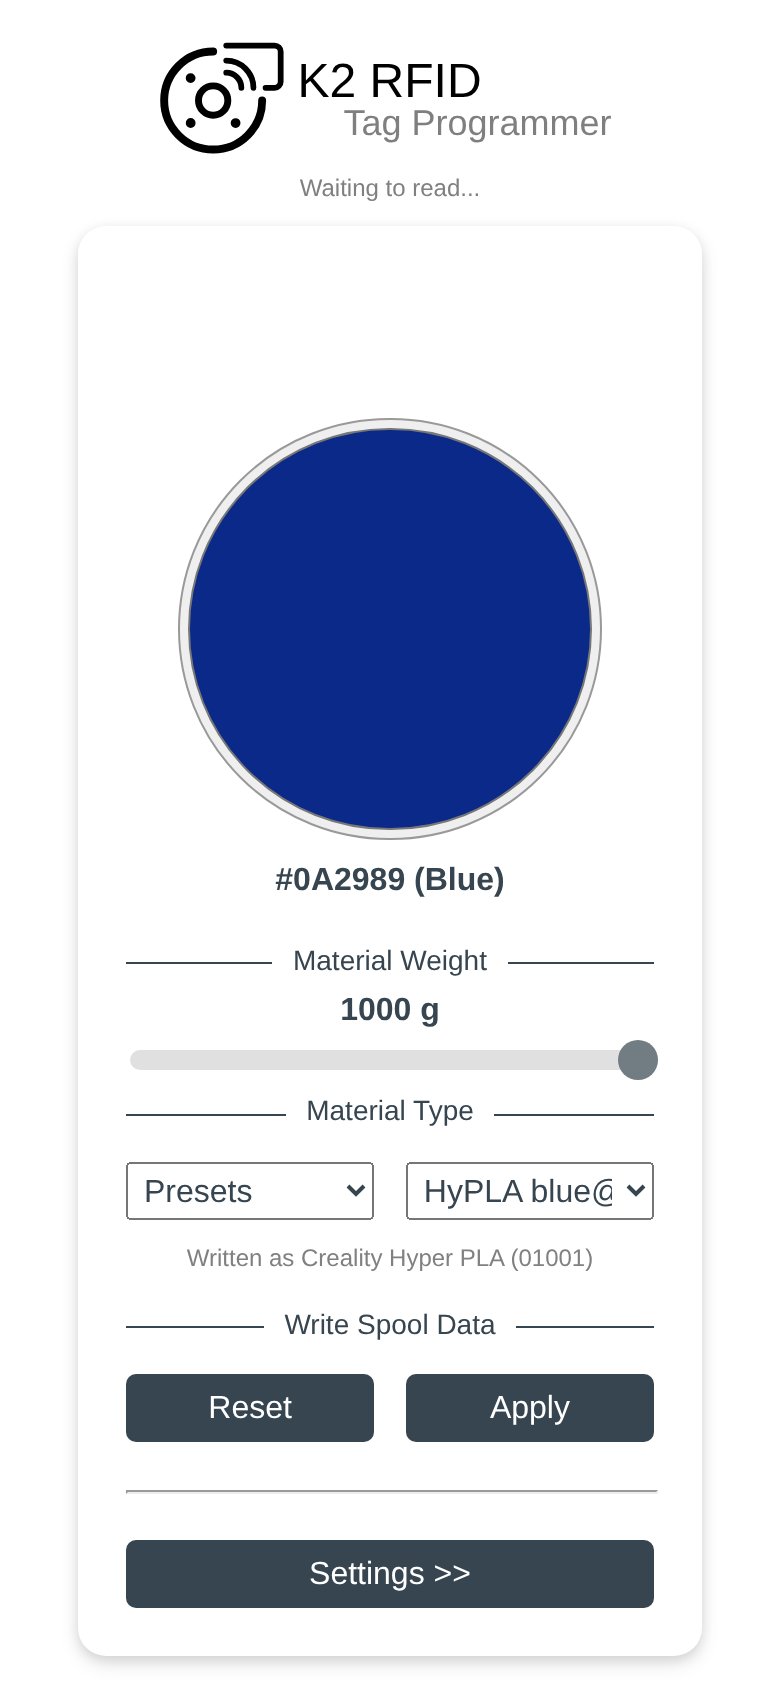 K2 RFID
Tag Programmer
Waiting to read...
#0A2989 (Blue)
Material Weight
1000 g
Material Type
Presets
HyPLA blue@
Written as Creality Hyper PLA (01001)
Write Spool Data
Reset
Apply
Settings >>